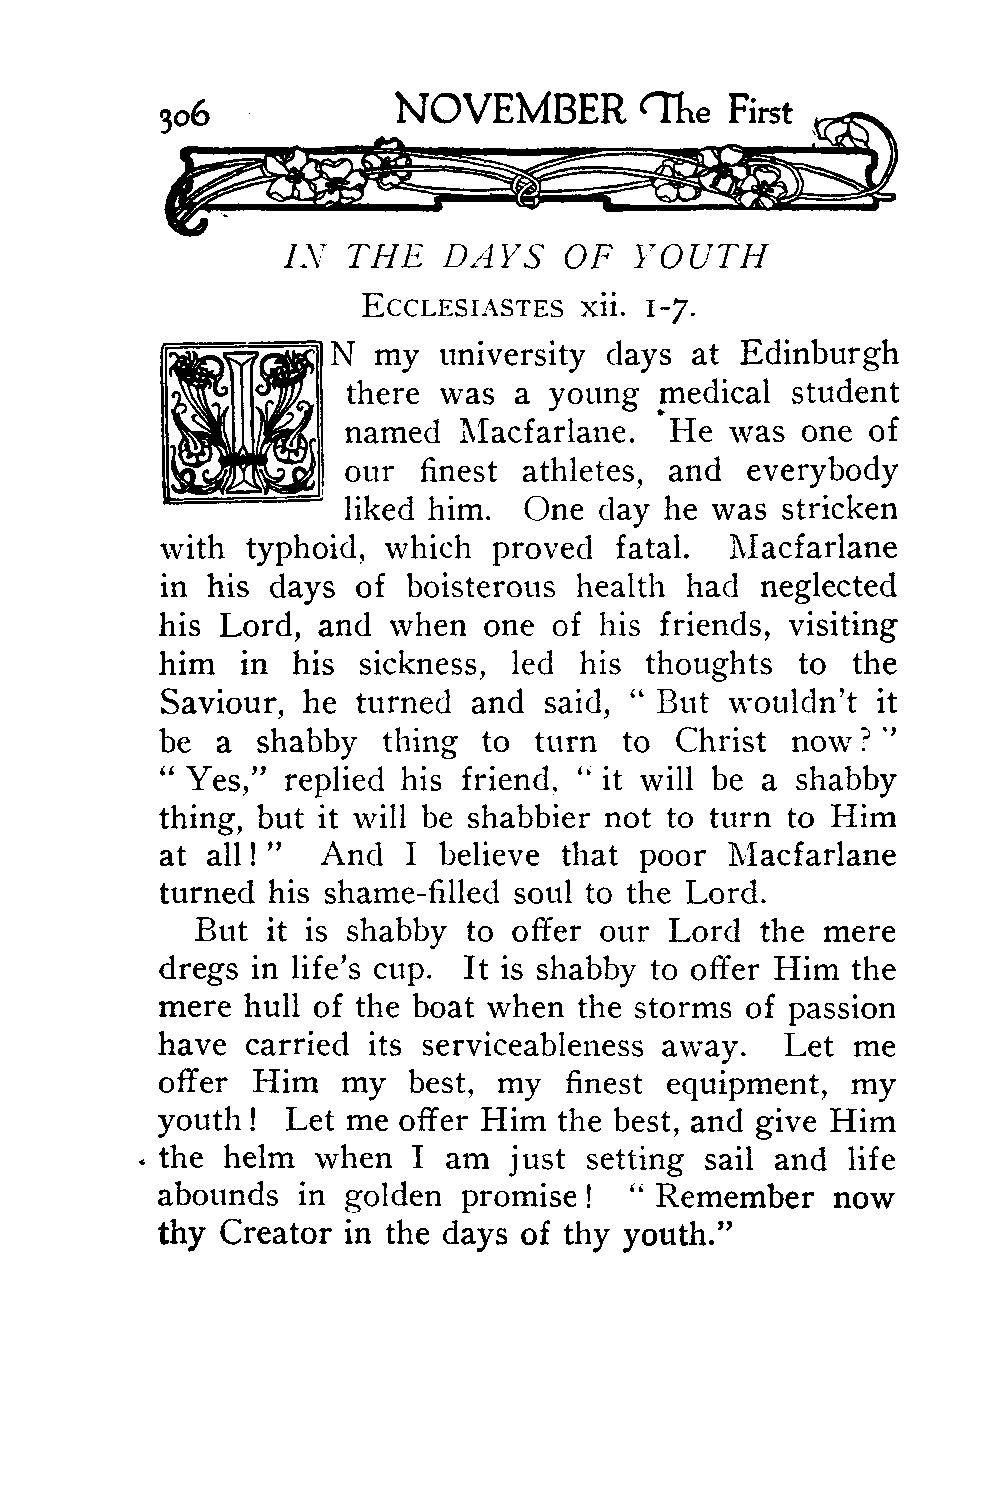 306 NOVEMBER The First
IN THE DAYS OF YOUTH
ECCLESIASTES xii. 1-7.
IN my university days at Edinburgh
there was a young medical student
named Macfarlane. He was one of
our finest athletes, and everybody
liked him. One day he was stricken
with typhoid, which proved fatal. Macfarlane
in his days of boisterous health had neglected
his Lord, and when one of his friends, visiting
him in his sickness, led his thoughts to the
Saviour, he turned and said, “ But wouldn’t it
be a shabby thing to turn to Christ now ? ”
“ Yes,” replied his friend, “ it will be a shabby
thing, but it will be shabbier not to turn to Him
at all ! ” And I believe that poor Macfarlane
turned his shame-filled soul to the Lord.
But it is shabby to offer our Lord the mere
dregs in life’s cup. It is shabby to offer Him the
mere hull of the boat when the storms of passion
have carried its serviceableness away. Let me
offer Him my best, my finest equipment, my
youth ! Let me offer Him the best, and give Him
the helm when I am just setting sail and life
abounds in golden promise ! “ Remember now
thy Creator in the days of thy youth.”